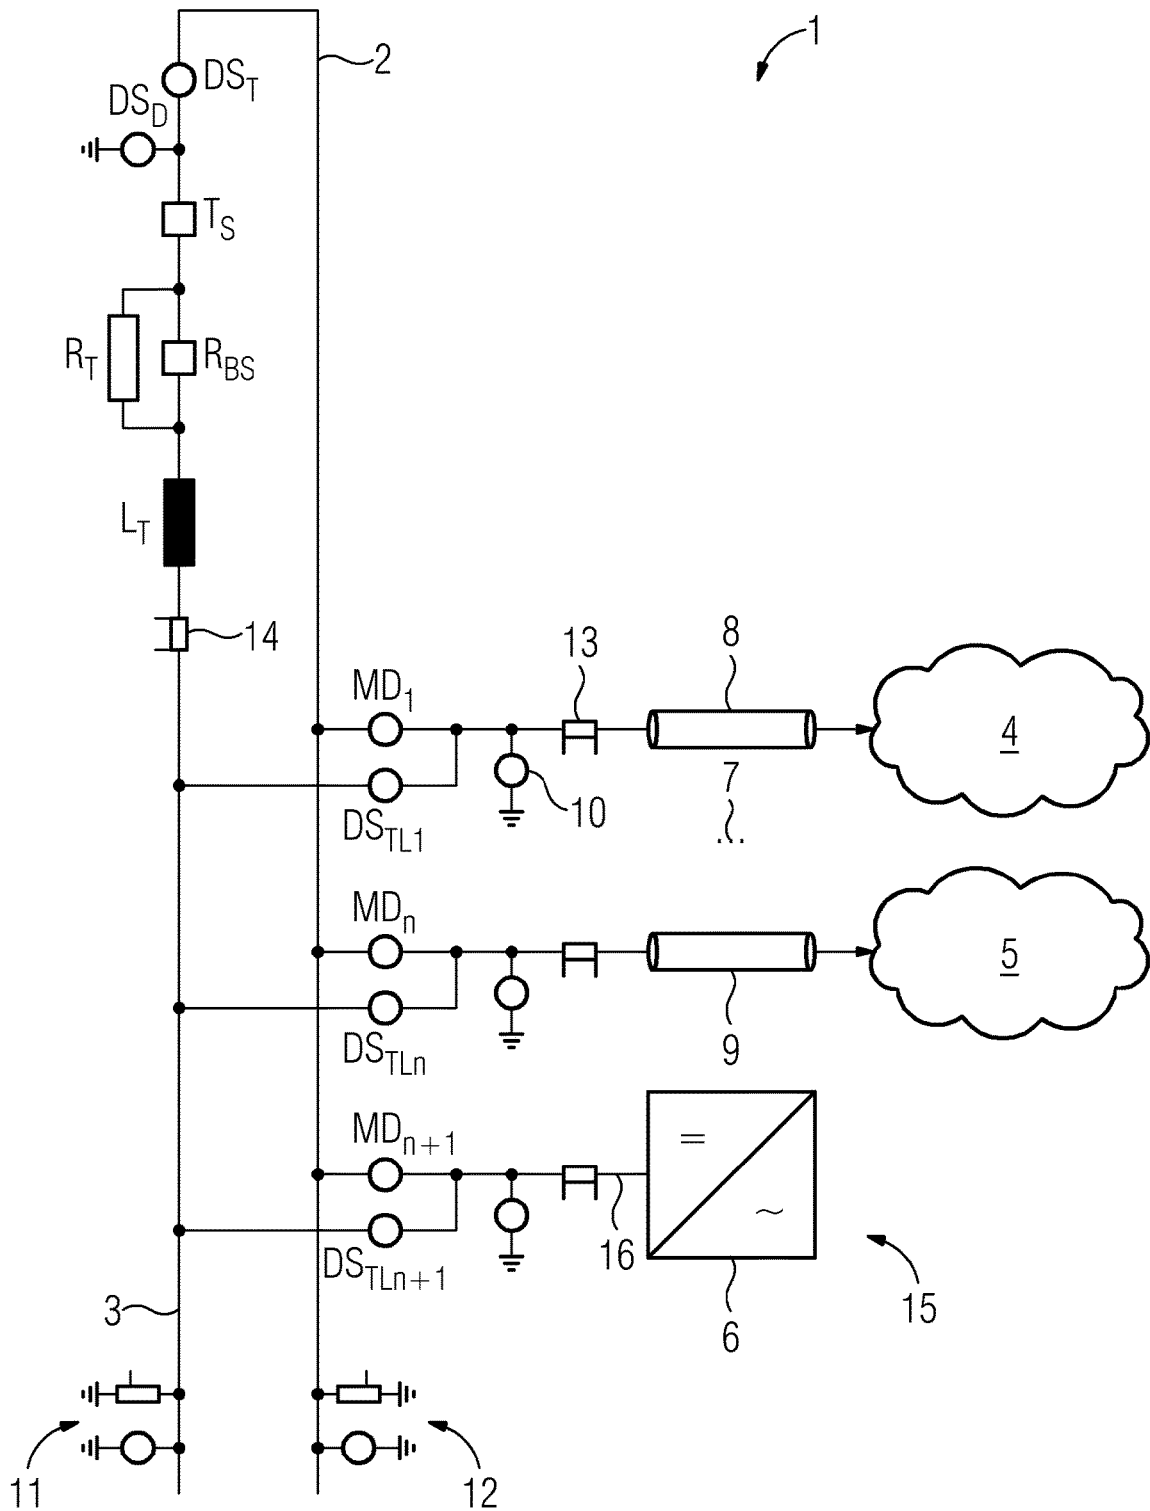 1
2
DS_T
DS_D
T_S
R_T
R_BS
L_T
14
13
8
MD_1
4
7
10
DS_TL1
...
MD_n
5
DS_TLn
9
MD_n+1
=
~
16
DS_TLn+1
15
3
6
11
12